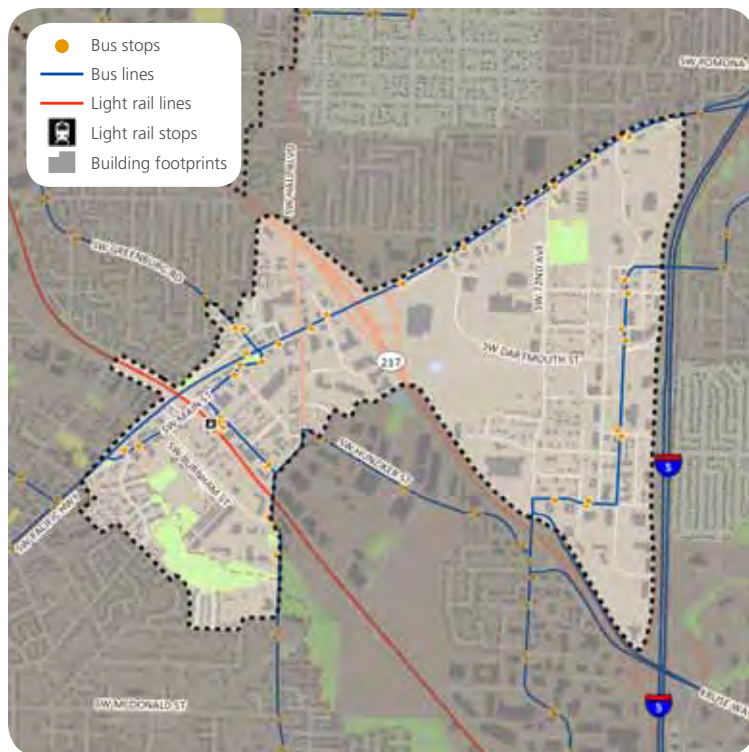 Bus stops
Bus lines
Light rail lines
Light rail stops
Building footprints
SW POMONA
SW HALL BLVD
SW GREENBURG RD
SW 72ND AVE
SW DARTMOUTH ST
217
SW MAIN ST
SW BURNHAM ST
SW HUNZIKER ST
SW PACIFIC HWY
5
SW MCDONALD ST
KRUSE WA
5